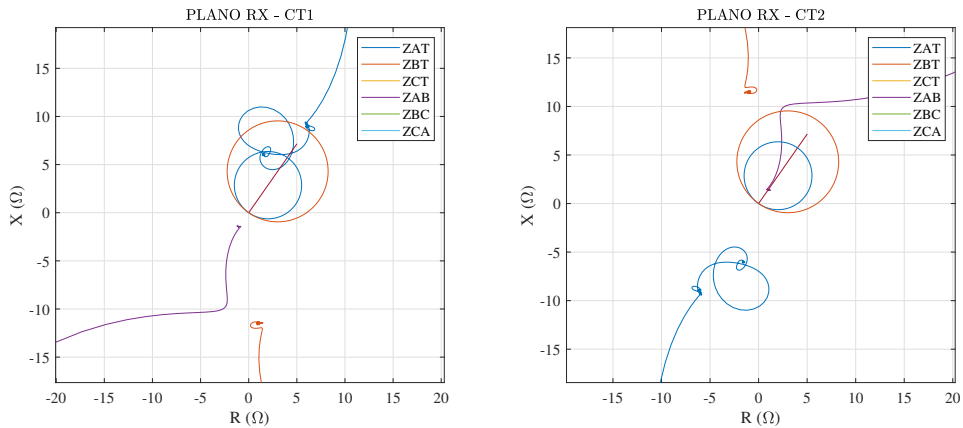 PLANO RX - CT1
ZAT
ZBT
ZCT
ZAB
ZBC
ZCA
15
10
5
0
-5
-10
-15
X (Ω)
-20 -15 -10 -5 0 5 10 15 20
R (Ω)
PLANO RX - CT2
ZAT
ZBT
ZCT
ZAB
ZBC
ZCA
15
10
5
0
-5
-10
-15
X (Ω)
-15 -10 -5 0 5 10 15 20
R (Ω)